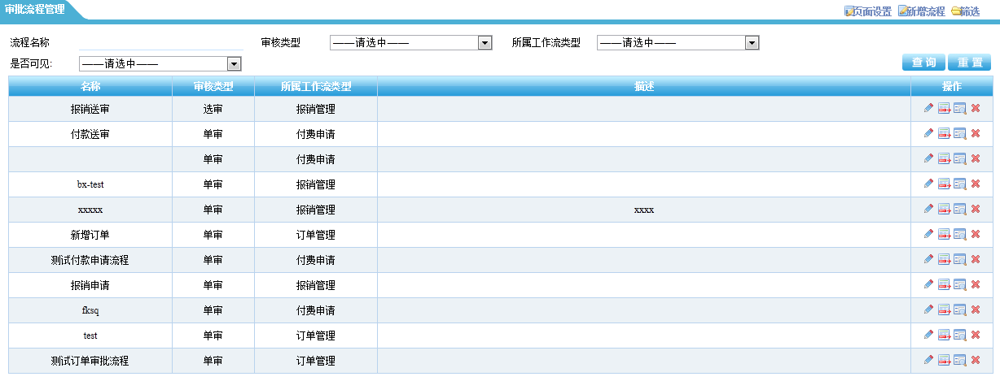 审批流程管理 页面设置 新增流程 筛选
流程名称 审核类型 ——请选中—— 所属工作流类型 ——请选中——
是否可见: ——请选中—— 查询 重置
名称 审核类型 所属工作流类型 描述 操作
报销送审 选审 报销管理
付款送审 单审 付费申请
单审 付费申请
bx-test 单审 报销管理
xxxxx 单审 报销管理 xxxx
新增订单 单审 订单管理
测试付款申请流程 单审 付费申请
报销申请 单审 报销管理
fksq 单审 付费申请
test 单审 订单管理
测试订单审批流程 单审 订单管理